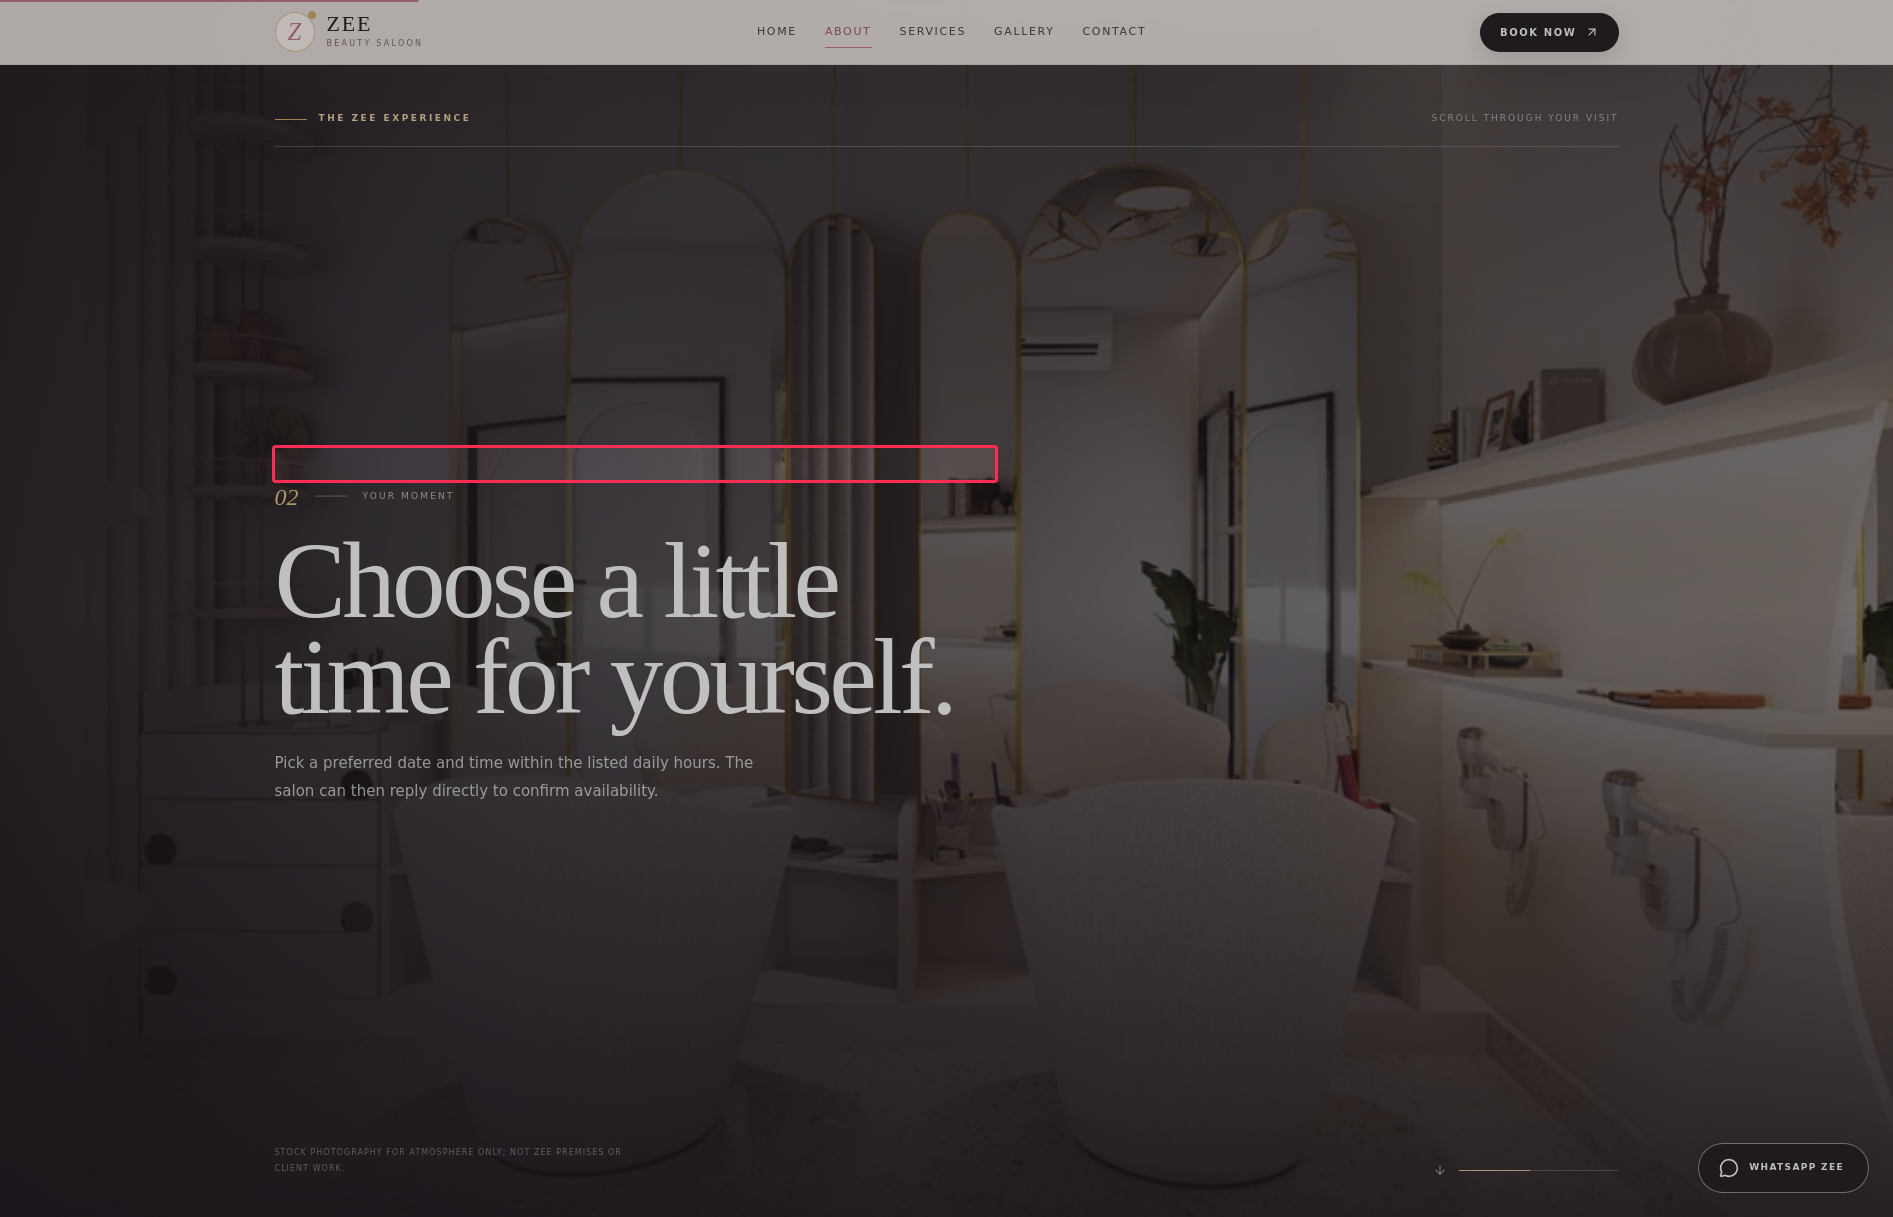 Z
ZEE
BEAUTY SALOON
HOME
ABOUT
SERVICES
GALLERY
CONTACT
BOOK NOW
THE ZEE EXPERIENCE
SCROLL THROUGH YOUR VISIT
02
YOUR MOMENT
Choose a little
time for yourself.
Pick a preferred date and time within the listed daily hours. The
salon can then reply directly to confirm availability.
STOCK PHOTOGRAPHY FOR ATMOSPHERE ONLY; NOT ZEE PREMISES OR
CLIENT WORK.
WHATSAPP ZEE